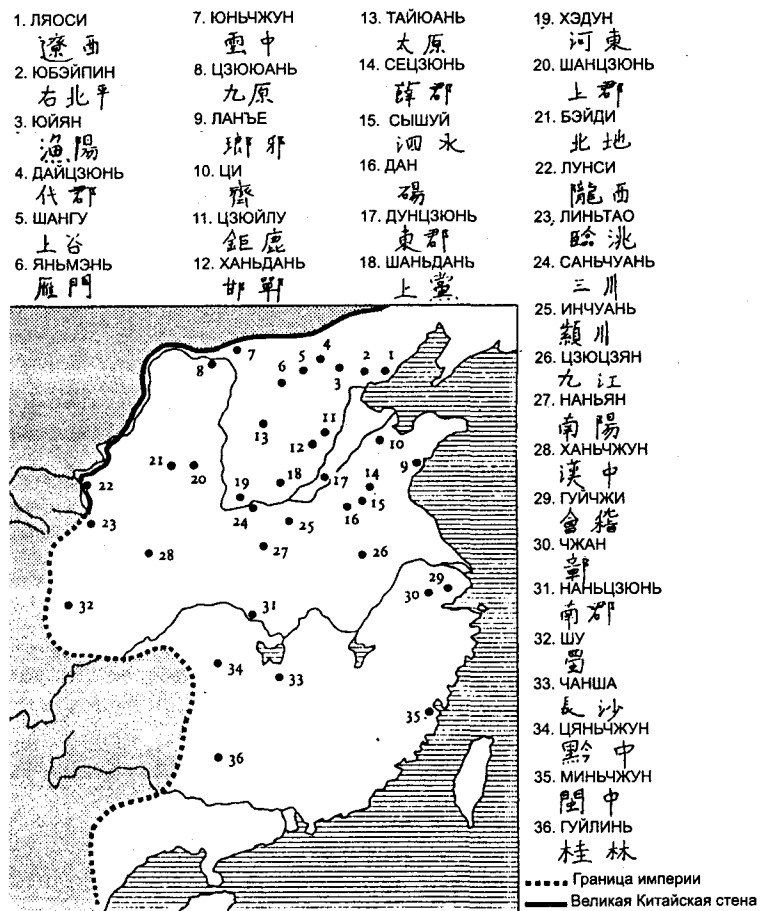 1. ЛЯОСИ
遼西
2. ЮБЭЙПИН
右北平
3. ЮЙЯН
漁陽
4. ДАЙЦЗЮНЬ
代郡
5. ШАНГУ
上谷
6. ЯНЬМЭНЬ
雁門
7. ЮНЬЧЖУН
雲中
8. ЦЗЮЮАНЬ
九原
9. ЛАНЪЕ
瑯邪
10. ЦИ
齊
11. ЦЗЮЙЛУ
鉅鹿
12. ХАНЬДАНЬ
邯鄲
13. ТАЙЮАНЬ
太原
14. СЕЦЗЮНЬ
薛郡
15. СЫШУЙ
泗水
16. ДАН
碭
17. ДУНЦЗЮНЬ
東郡
18. ШАНЬДАНЬ
上黨
19. ХЭДУН
河東
20. ШАНЦЗЮНЬ
上郡
21. БЭЙДИ
北地
22. ЛУНСИ
隴西
23. ЛИНЬТАО
臨洮
24. САНЬЧУАНЬ
三川
25. ИНЧУАНЬ
潁川
26. ЦЗЮЦЗЯН
九江
27. НАНЬЯН
南陽
28. ХАНЬЧЖУН
漢中
29. ГУЙЧЖИ
會稽
30. ЧЖАН
鄣
31. НАНЬЦЗЮНЬ
南郡
32. ШУ
蜀
33. ЧАНША
長沙
34. ЦЯНЬЧЖУН
黔中
35. МИНЬЧЖУН
閩中
36. ГУЙЛИНЬ
桂林
7
4
8
5
2
1
6
3
13
11
12
10
21
20
18
17
9
22
19
14
15
23
24
25
16
28
27
26
29
30
32
31
34
33
35
36
Граница империи
Великая Китайская стена